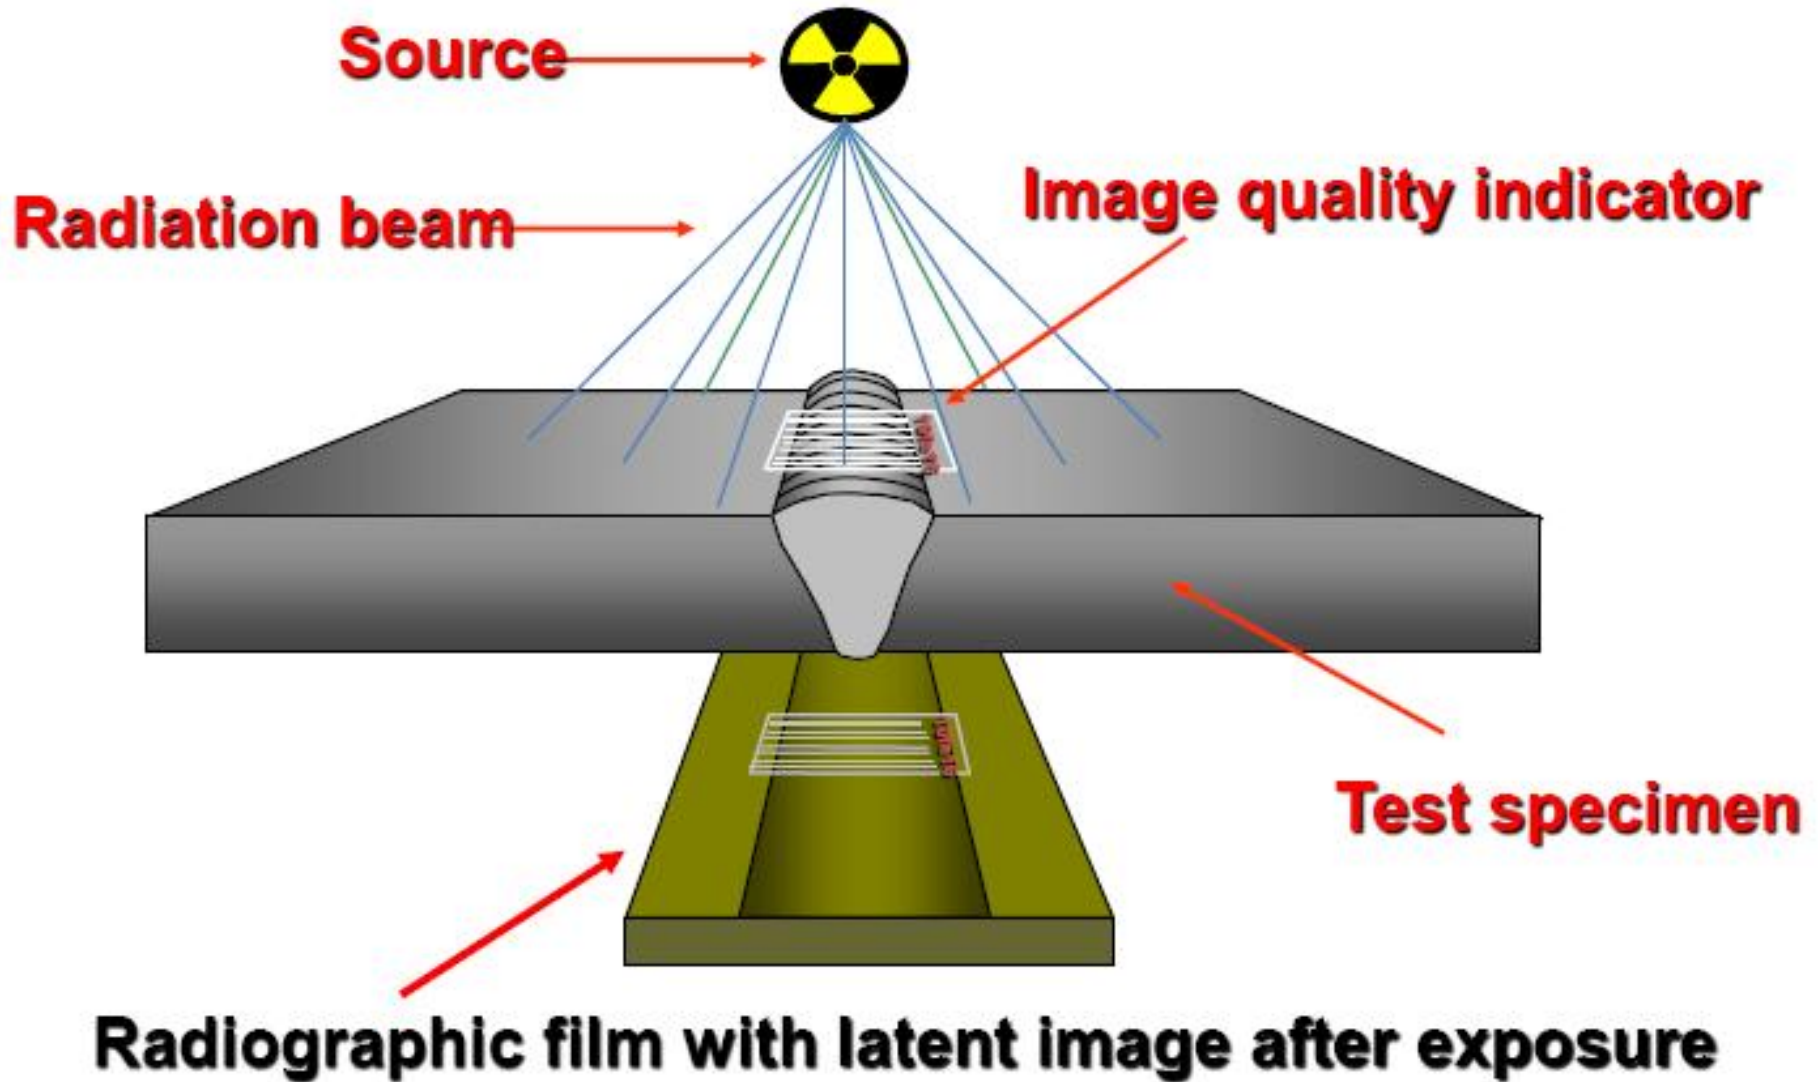 Source
Image quality indicator
Radiation beam
Test specimen
Radiographic film with latent image after exposure